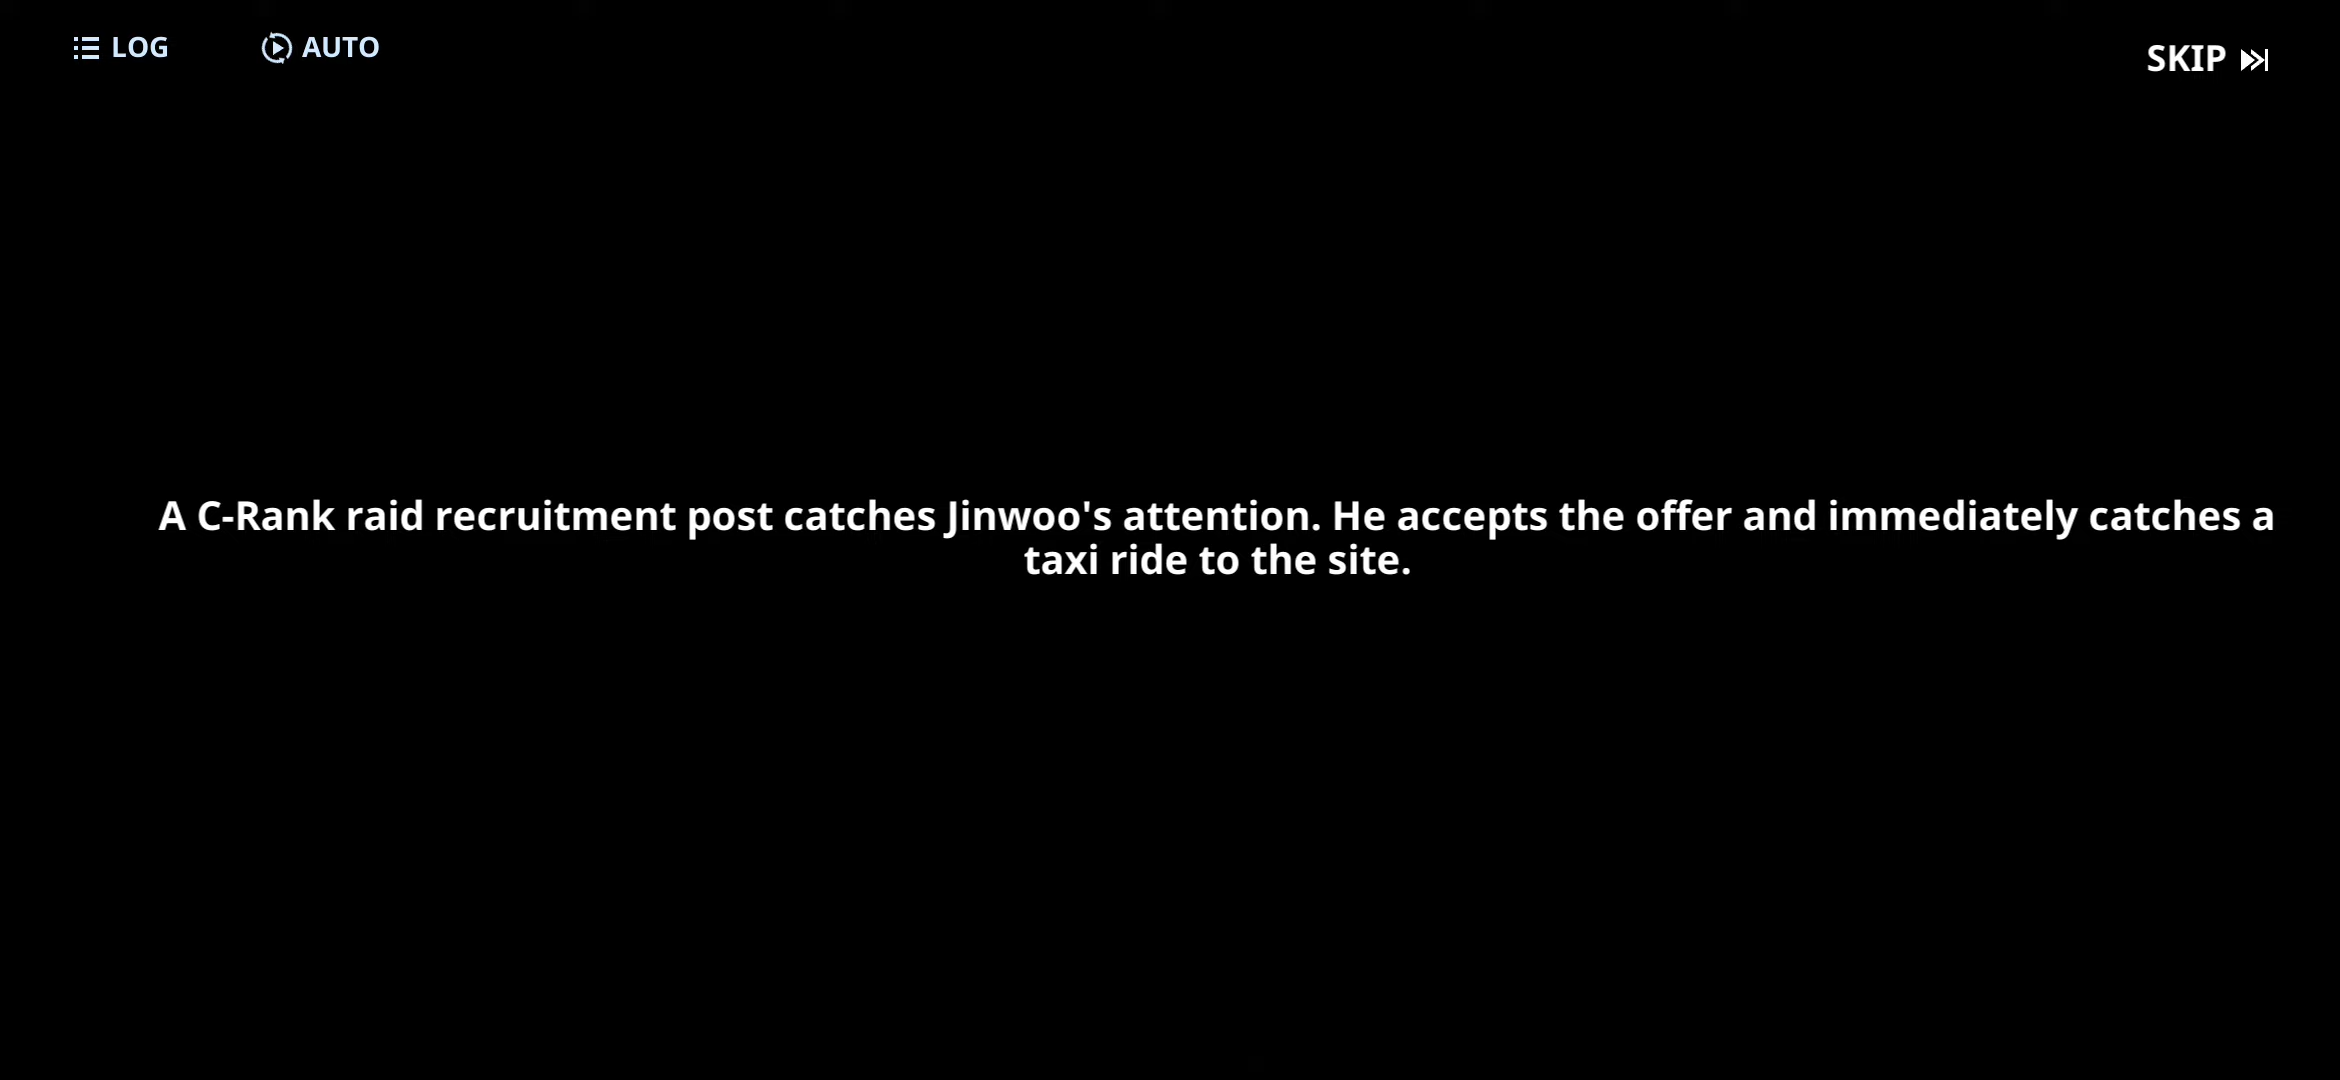 LOG
AUTO
SKIP
A C-Rank raid recruitment post catches Jinwoo's attention. He accepts the offer and immediately catches a
taxi ride to the site.